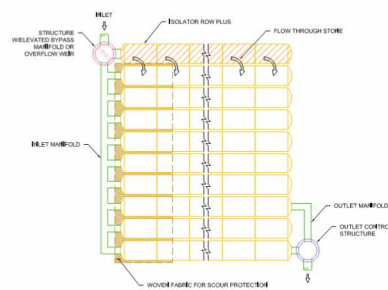 INLET
ISOLATOR ROW PLUS
STRUCTURE
W/ELEVATED BYPASS
MANIFOLD OR
OVERFLOW WEIR
FLOW THROUGH STONE
INLET MANIFOLD
OUTLET MANIFOLD
OUTLET CONTRO
STRUCTURE
WOVEN FABRIC FOR SCOUR PROTECTION